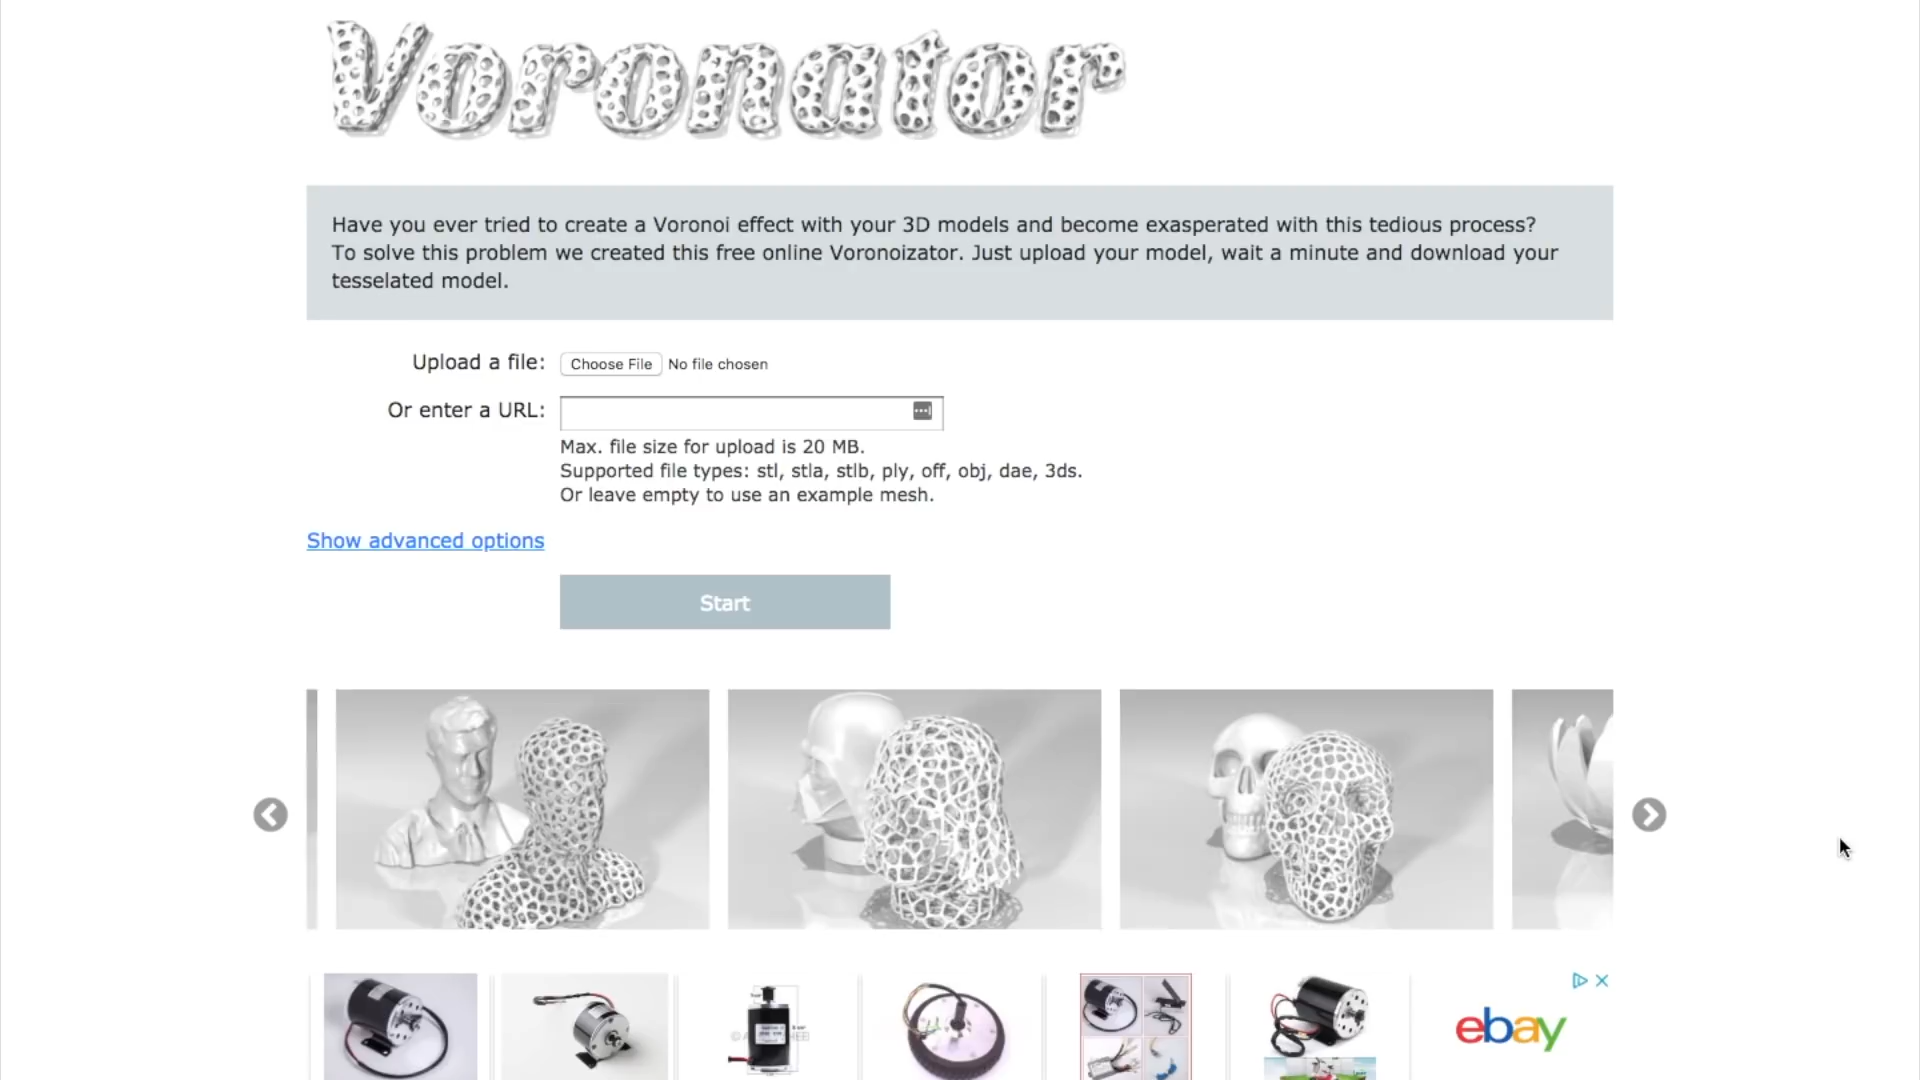 Voronator
Have you ever tried to create a Voronoi effect with your 3D models and become exasperated with this tedious process?
To solve this problem we created this free online Voronoizator. Just upload your model, wait a minute and download your
tesselated model.
Upload a file: Choose File No file chosen
Or enter a URL:
Max. file size for upload is 20 MB.
Supported file types: stl, stla, stlb, ply, off, obj, dae, 3ds.
Or leave empty to use an example mesh.
Show advanced options
Start
ebay